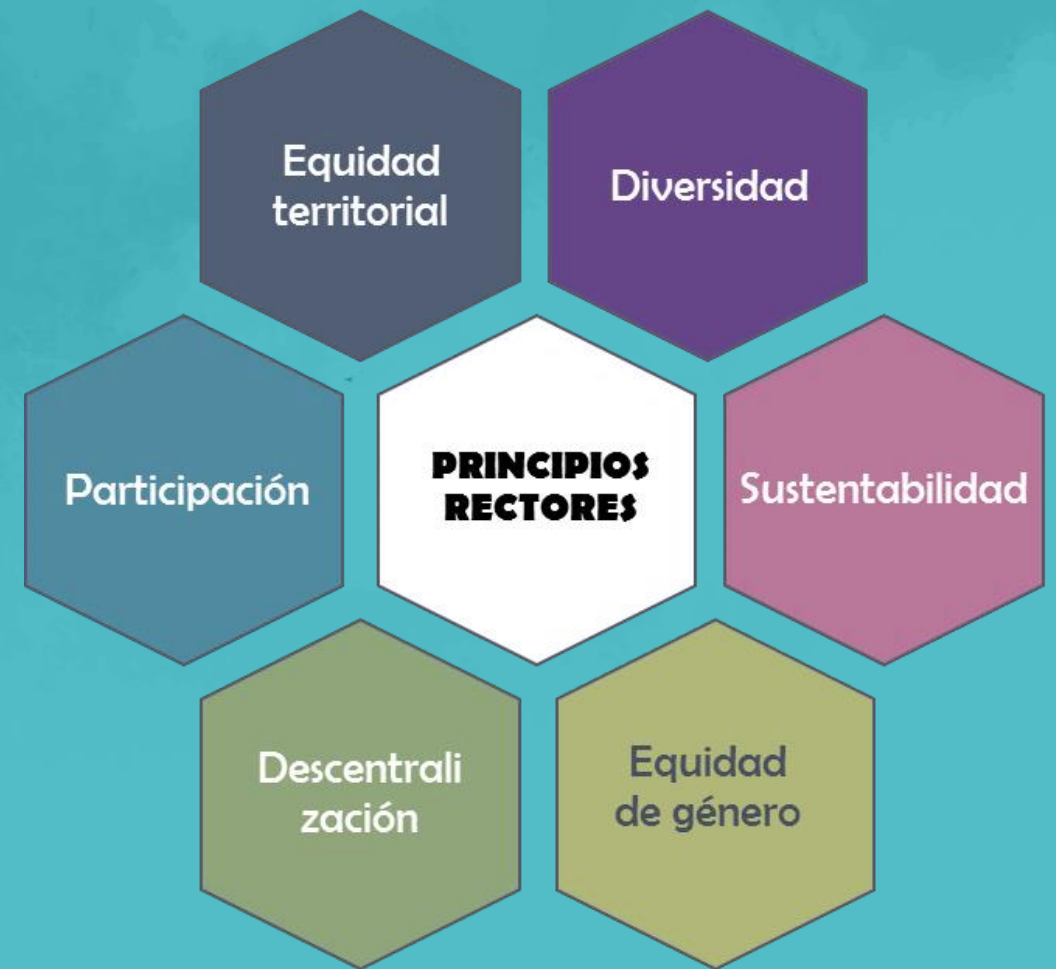 Equidad
territorial
Diversidad
Participación
PRINCIPIOS
RECTORES
Sustentabilidad
Descentrali
zación
Equidad
de género